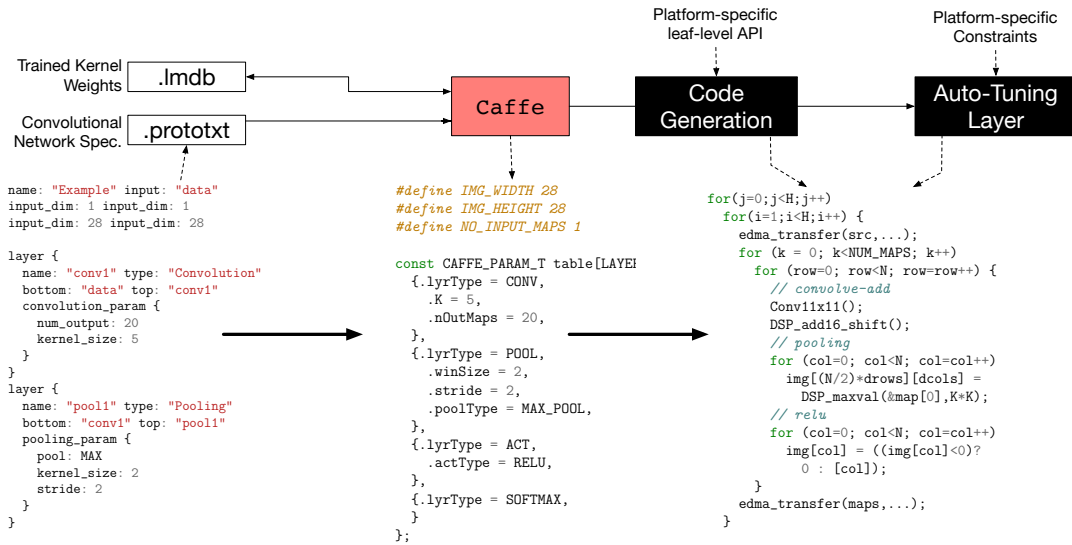 Platform-specific
leaf-level API
Platform-specific
Constraints
Trained Kernel
Weights
.lmdb
Convolutional
Network Spec.
.prototxt
Caffe
Code
Generation
Auto-Tuning
Layer
name: "Example" input: "data"
input_dim: 1 input_dim: 1
input_dim: 28 input_dim: 28
layer {
name: "conv1" type: "Convolution"
bottom: "data" top: "conv1"
convolution_param {
num_output: 20
kernel_size: 5
}
}
layer {
name: "pool1" type: "Pooling"
bottom: "conv1" top: "pool1"
pooling_param {
pool: MAX
kernel_size: 2
stride: 2
}
}
#define IMG_WIDTH 28
#define IMG_HEIGHT 28
#define NO_INPUT_MAPS 1
const CAFFE_PARAM_T table[LAYER
{.lyrType = CONV,
.K = 5,
.nOutMaps = 20,
},
{.lyrType = POOL,
.winSize = 2,
.stride = 2,
.poolType = MAX_POOL,
},
{.lyrType = ACT,
.actType = RELU,
},
{.lyrType = SOFTMAX,
}
};
for(j=0;j<H;j++)
for(i=1;i<H;i++) {
edma_transfer(src,...);
for (k = 0; k<NUM_MAPS; k++)
for (row=0; row<N; row=row++) {
// convolve-add
Conv11x11();
DSP_add16_shift();
// pooling
for (col=0; col<N; col=col++)
img[(N/2)*drows][dcols] =
DSP_maxval(&map[0],K*K);
// relu
for (col=0; col<N; col=col++)
img[col] = ((img[col]<0)?
0 : [col]);
}
edma_transfer(maps,...);
}